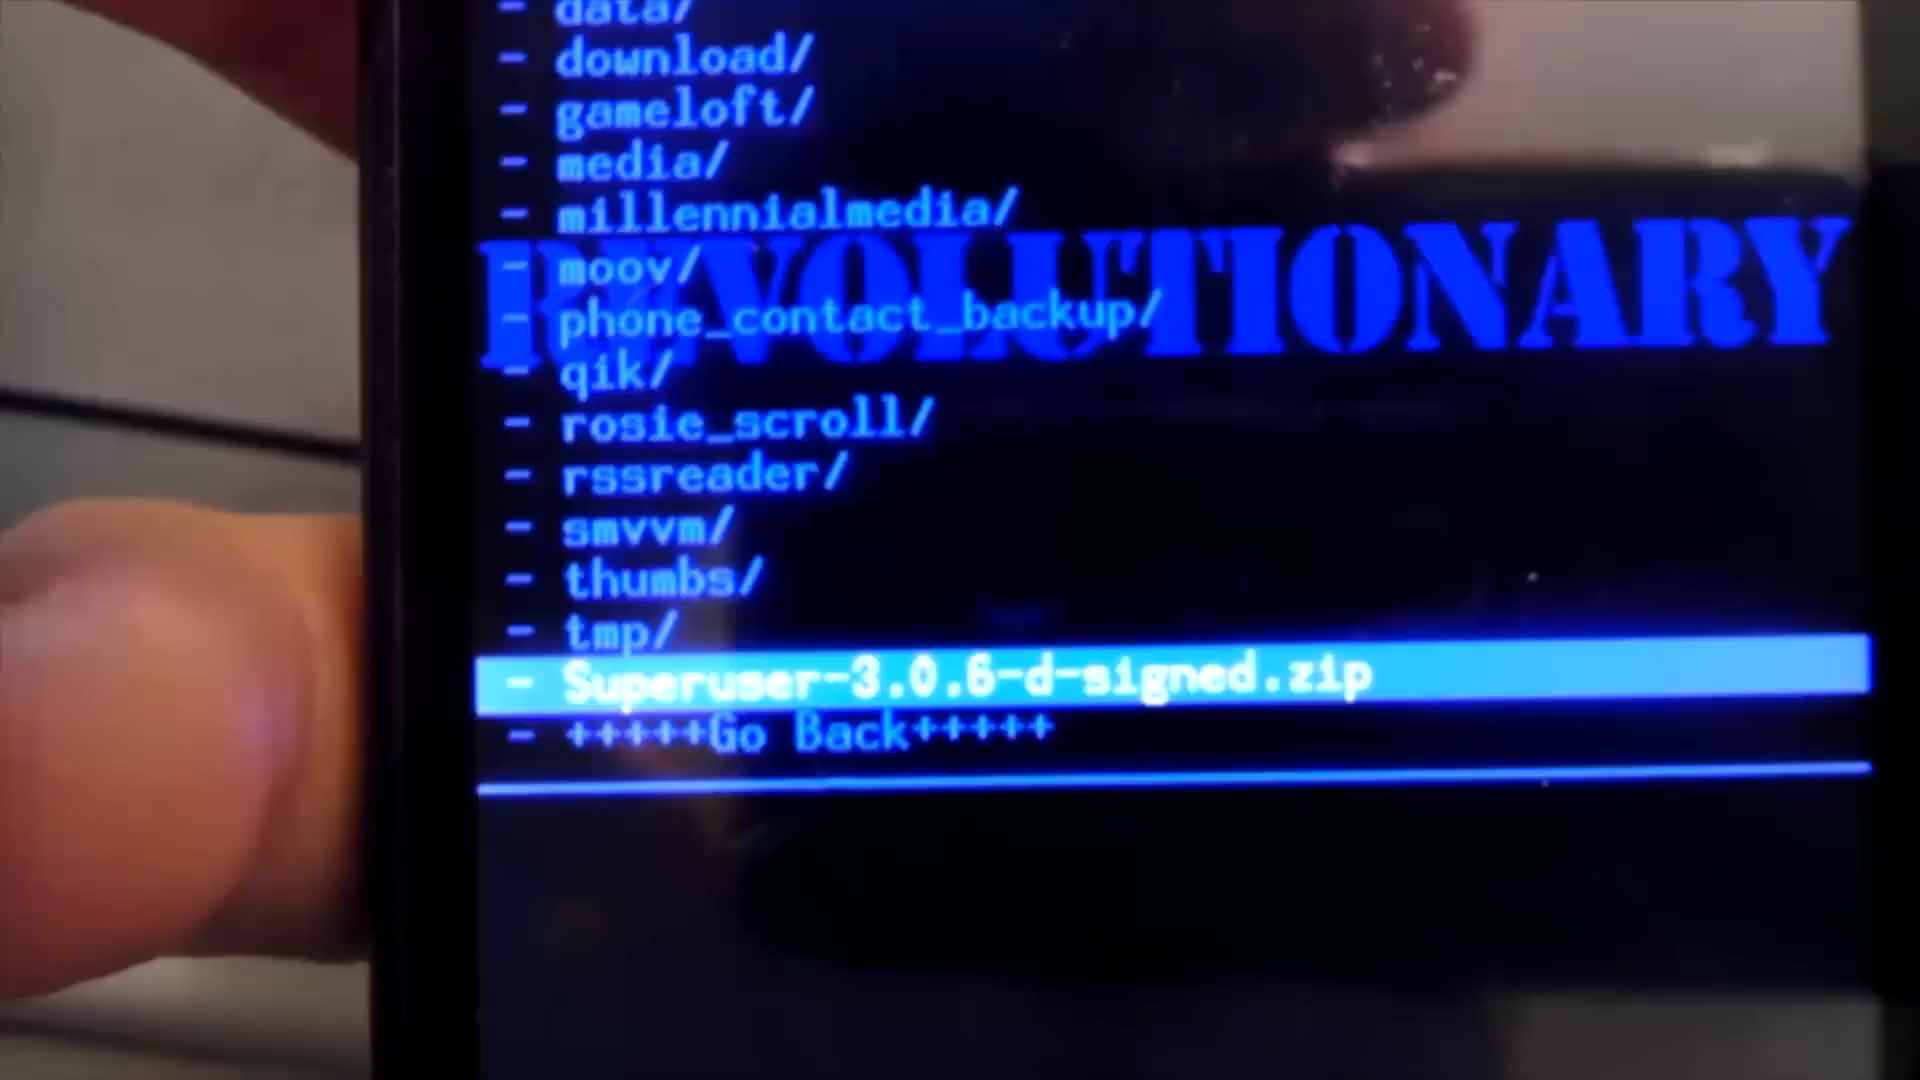 - data/
- download/
- gameloft/
- media/
- millennialmedia/
REVOLUTIONARY
- moov/
- phone_contact_backup/
- qik/
- rosie_scroll/
- rssreader/
- smvvm/
- thumbs/
- tmp/
- Superuser-3.0.6-d-signed.zip
- +++++Go Back+++++